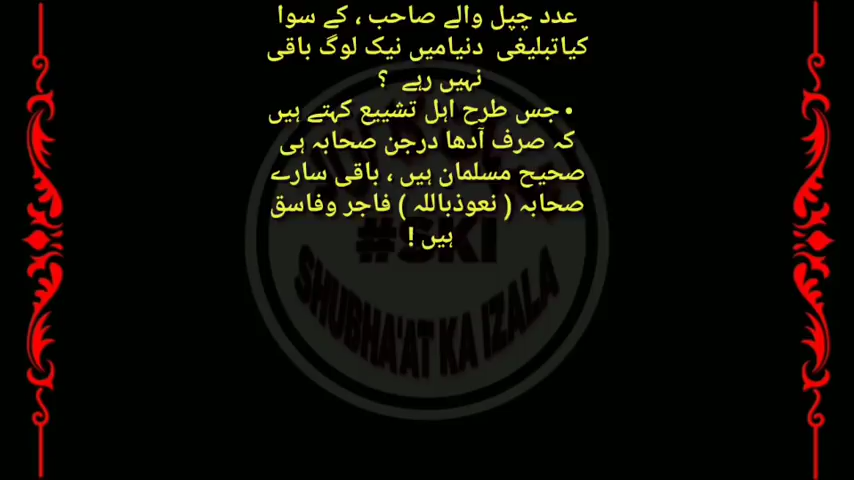 عدد چپل والے صاحب ، کے سوا
کیاتبلیغی دنیامیں نیک لوگ باقی
نہیں رہے ؟
• جس طرح اہل تشییع کہتے ہیں
کہ صرف آدھا درجن صحابہ ہی
صحیح مسلمان ہیں ، باقی سارے
صحابہ ( نعوذباللہ ) فاجر وفاسق
ہیں !
#SKI
SHUBHA'AT KA IZALA